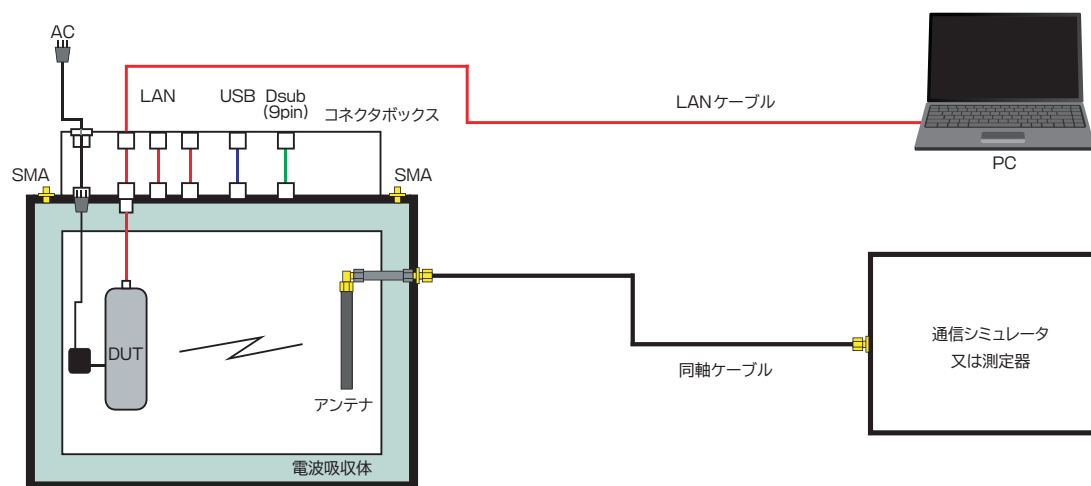 AC
LAN
USB
Dsub
(9pin)
コネクタボックス
LANケーブル
PC
SMA
SMA
DUT
アンテナ
電波吸収体
同軸ケーブル
通信シミュレータ
又は測定器